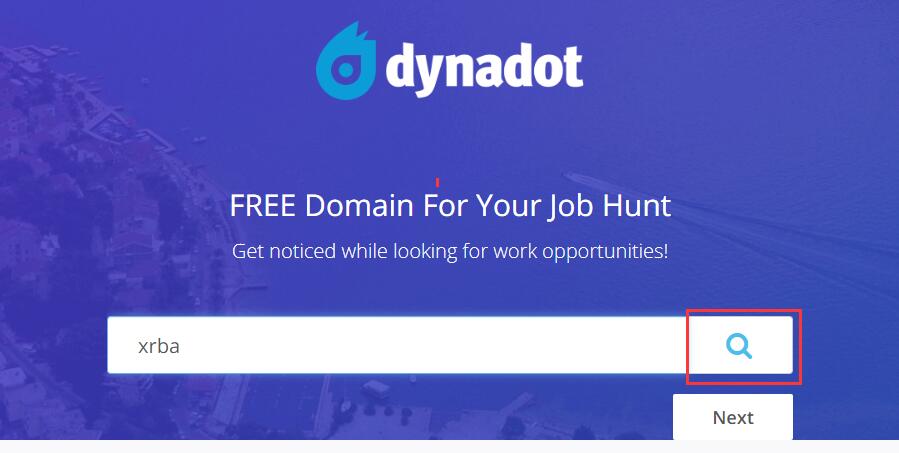 dynadot
FREE Domain For Your Job Hunt
Get noticed while looking for work opportunities!
xrba
Next